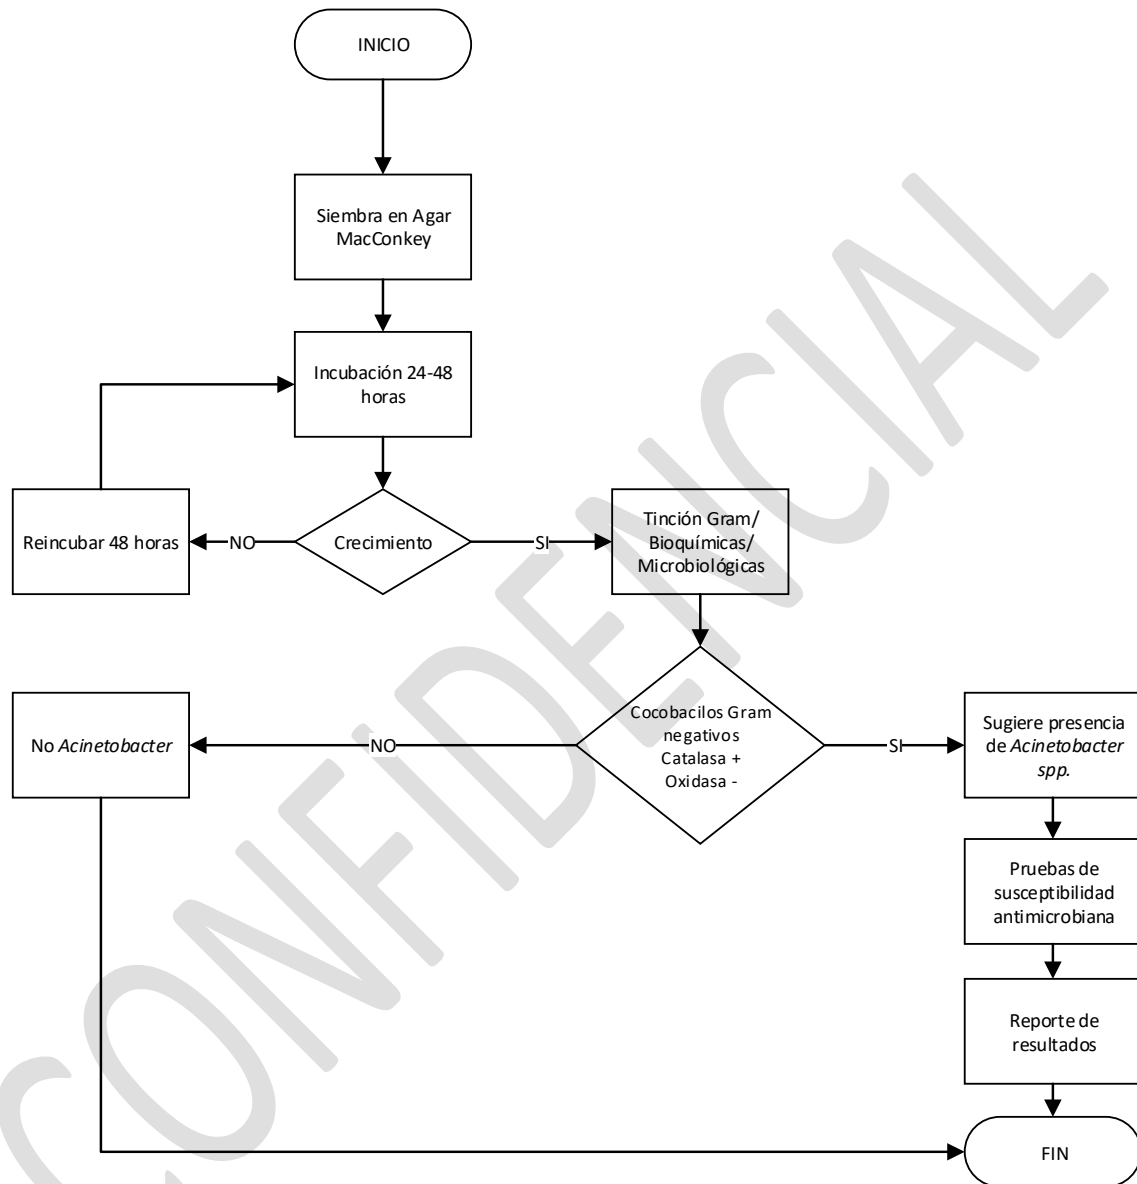 INICIO
Siembra en Agar
MacConkey
Incubación 24-48
horas
Crecimiento
NO
Reincubar 48 horas
SI
Tinción Gram/
Bioquímicas/
Microbiológicas
Cocobacilos Gram
negativos
Catalasa +
Oxidasa -
NO
No Acinetobacter
SI
Sugiere presencia
de Acinetobacter
spp.
Pruebas de
susceptibilidad
antimicrobiana
Reporte de
resultados
FIN
CONFIDENCIAL